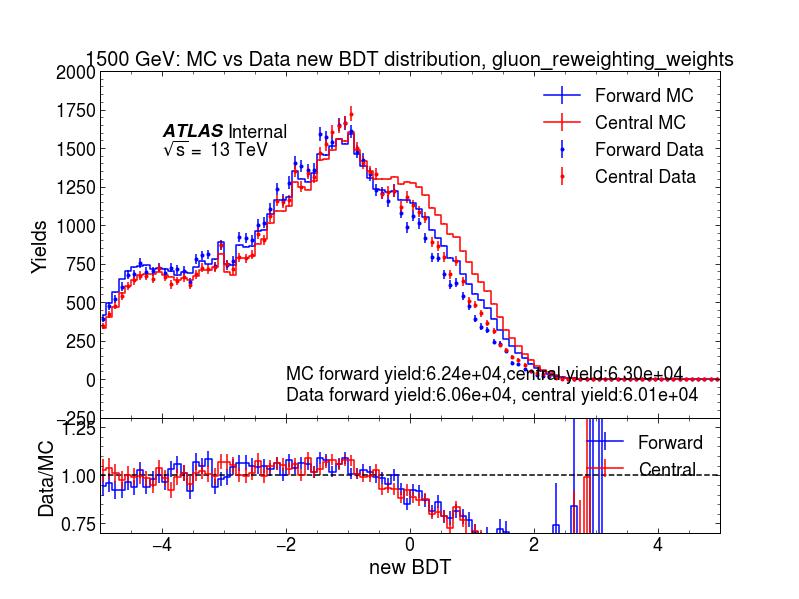 1500 GeV: MC vs Data new BDT distribution, gluon_reweighting_weights
2000
1750
1500
1250
1000
750
500
250
0
−250
Yields
ATLAS Internal
√s = 13 TeV
Forward MC
Central MC
Forward Data
Central Data
MC forward yield:6.24e+04,central yield:6.30e+04
Data forward yield:6.06e+04, central yield:6.01e+04
1.25
1.00
0.75
Data/MC
Forward
Central
−4
−2
0
2
4
new BDT